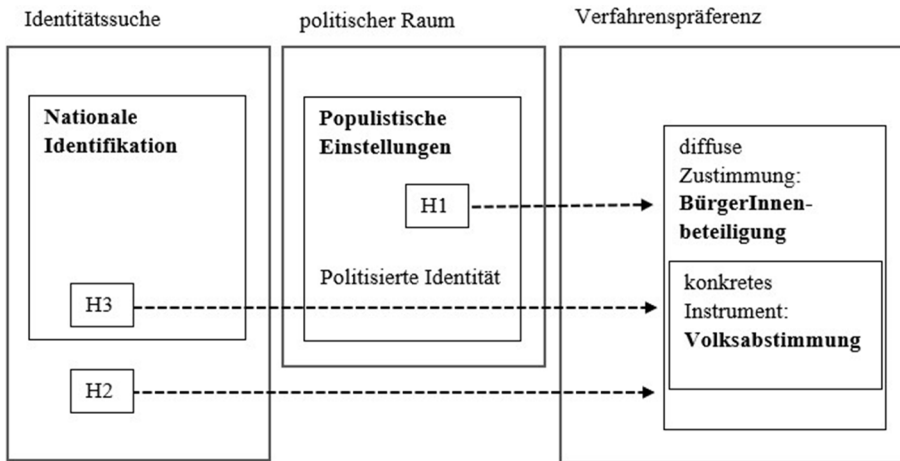 Identitätssuche
politischer Raum
Verfahrenspräferenz
Nationale
Identifikation
H3
H2
Populistische
Einstellungen
H1
Politisierte Identität
diffuse
Zustimmung:
BürgerInnen-
beteiligung
konkretes
Instrument:
Volksabstimmung